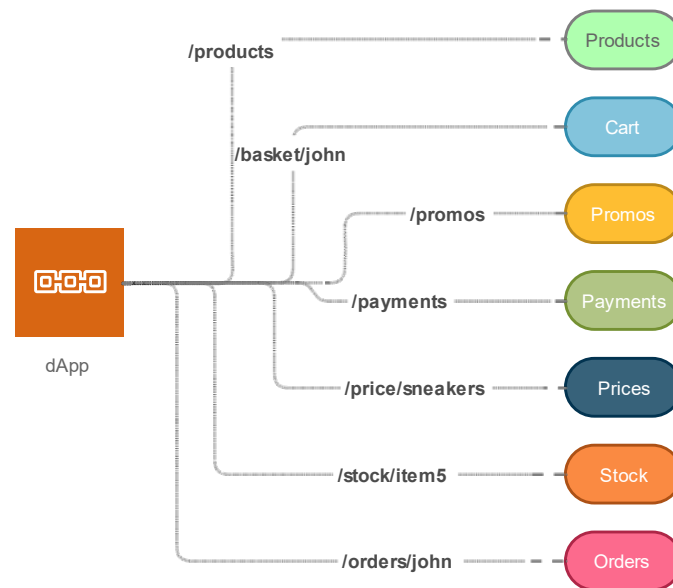 /products
Products
/basket/john
Cart
/promos
Promos
dApp
/payments
Payments
/price/sneakers
Prices
/stock/item5
Stock
/orders/john
Orders